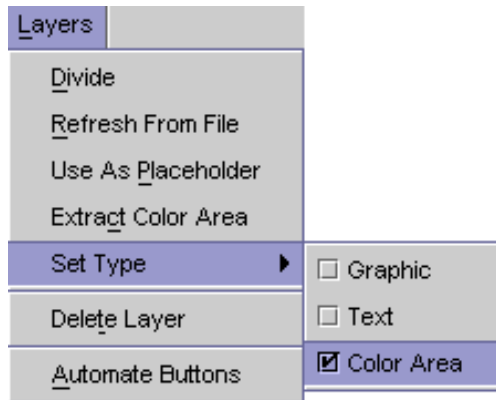 Layers
Divide
Refresh From File
Use As Placeholder
Extract Color Area
Set Type
Graphic
Text
Color Area
Delete Layer
Automate Buttons